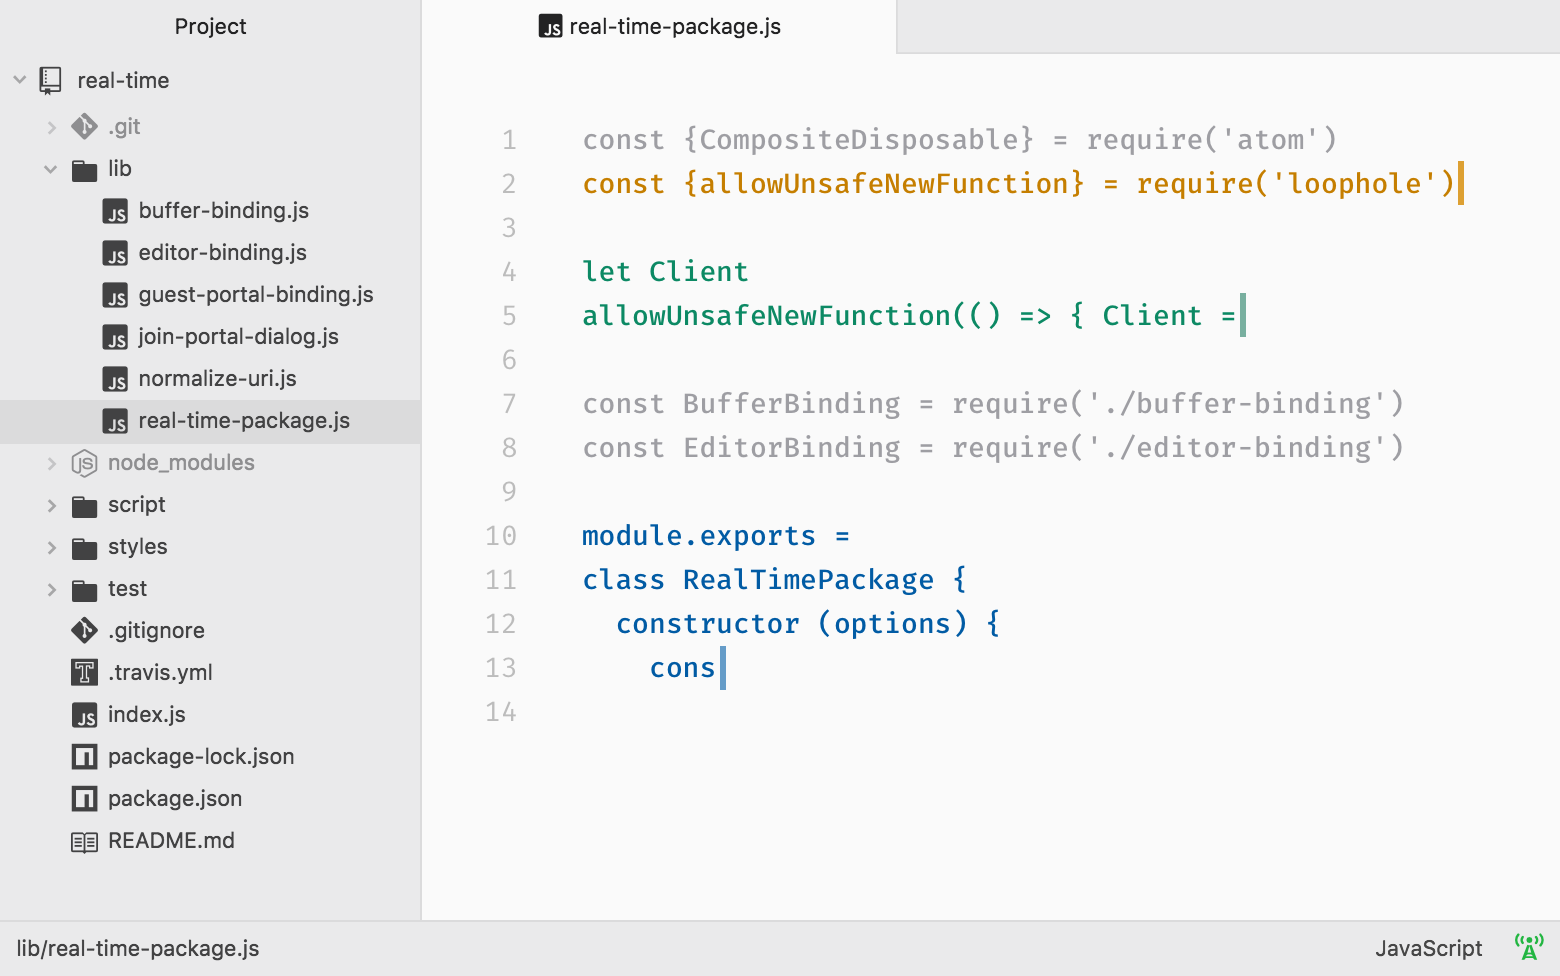 Project
real-time
.git
lib
buffer-binding.js
editor-binding.js
guest-portal-binding.js
join-portal-dialog.js
normalize-uri.js
real-time-package.js
node_modules
script
styles
test
.gitignore
.travis.yml
index.js
package-lock.json
package.json
README.md
real-time-package.js
1 const {CompositeDisposable} = require('atom')
2 const {allowUnsafeNewFunction} = require('loophole')
3
4 let Client
5 allowUnsafeNewFunction(() => { Client =
6
7 const BufferBinding = require('./buffer-binding')
8 const EditorBinding = require('./editor-binding')
9
10 module.exports =
11 class RealTimePackage {
12   constructor (options) {
13     cons
14
lib/real-time-package.js
JavaScript